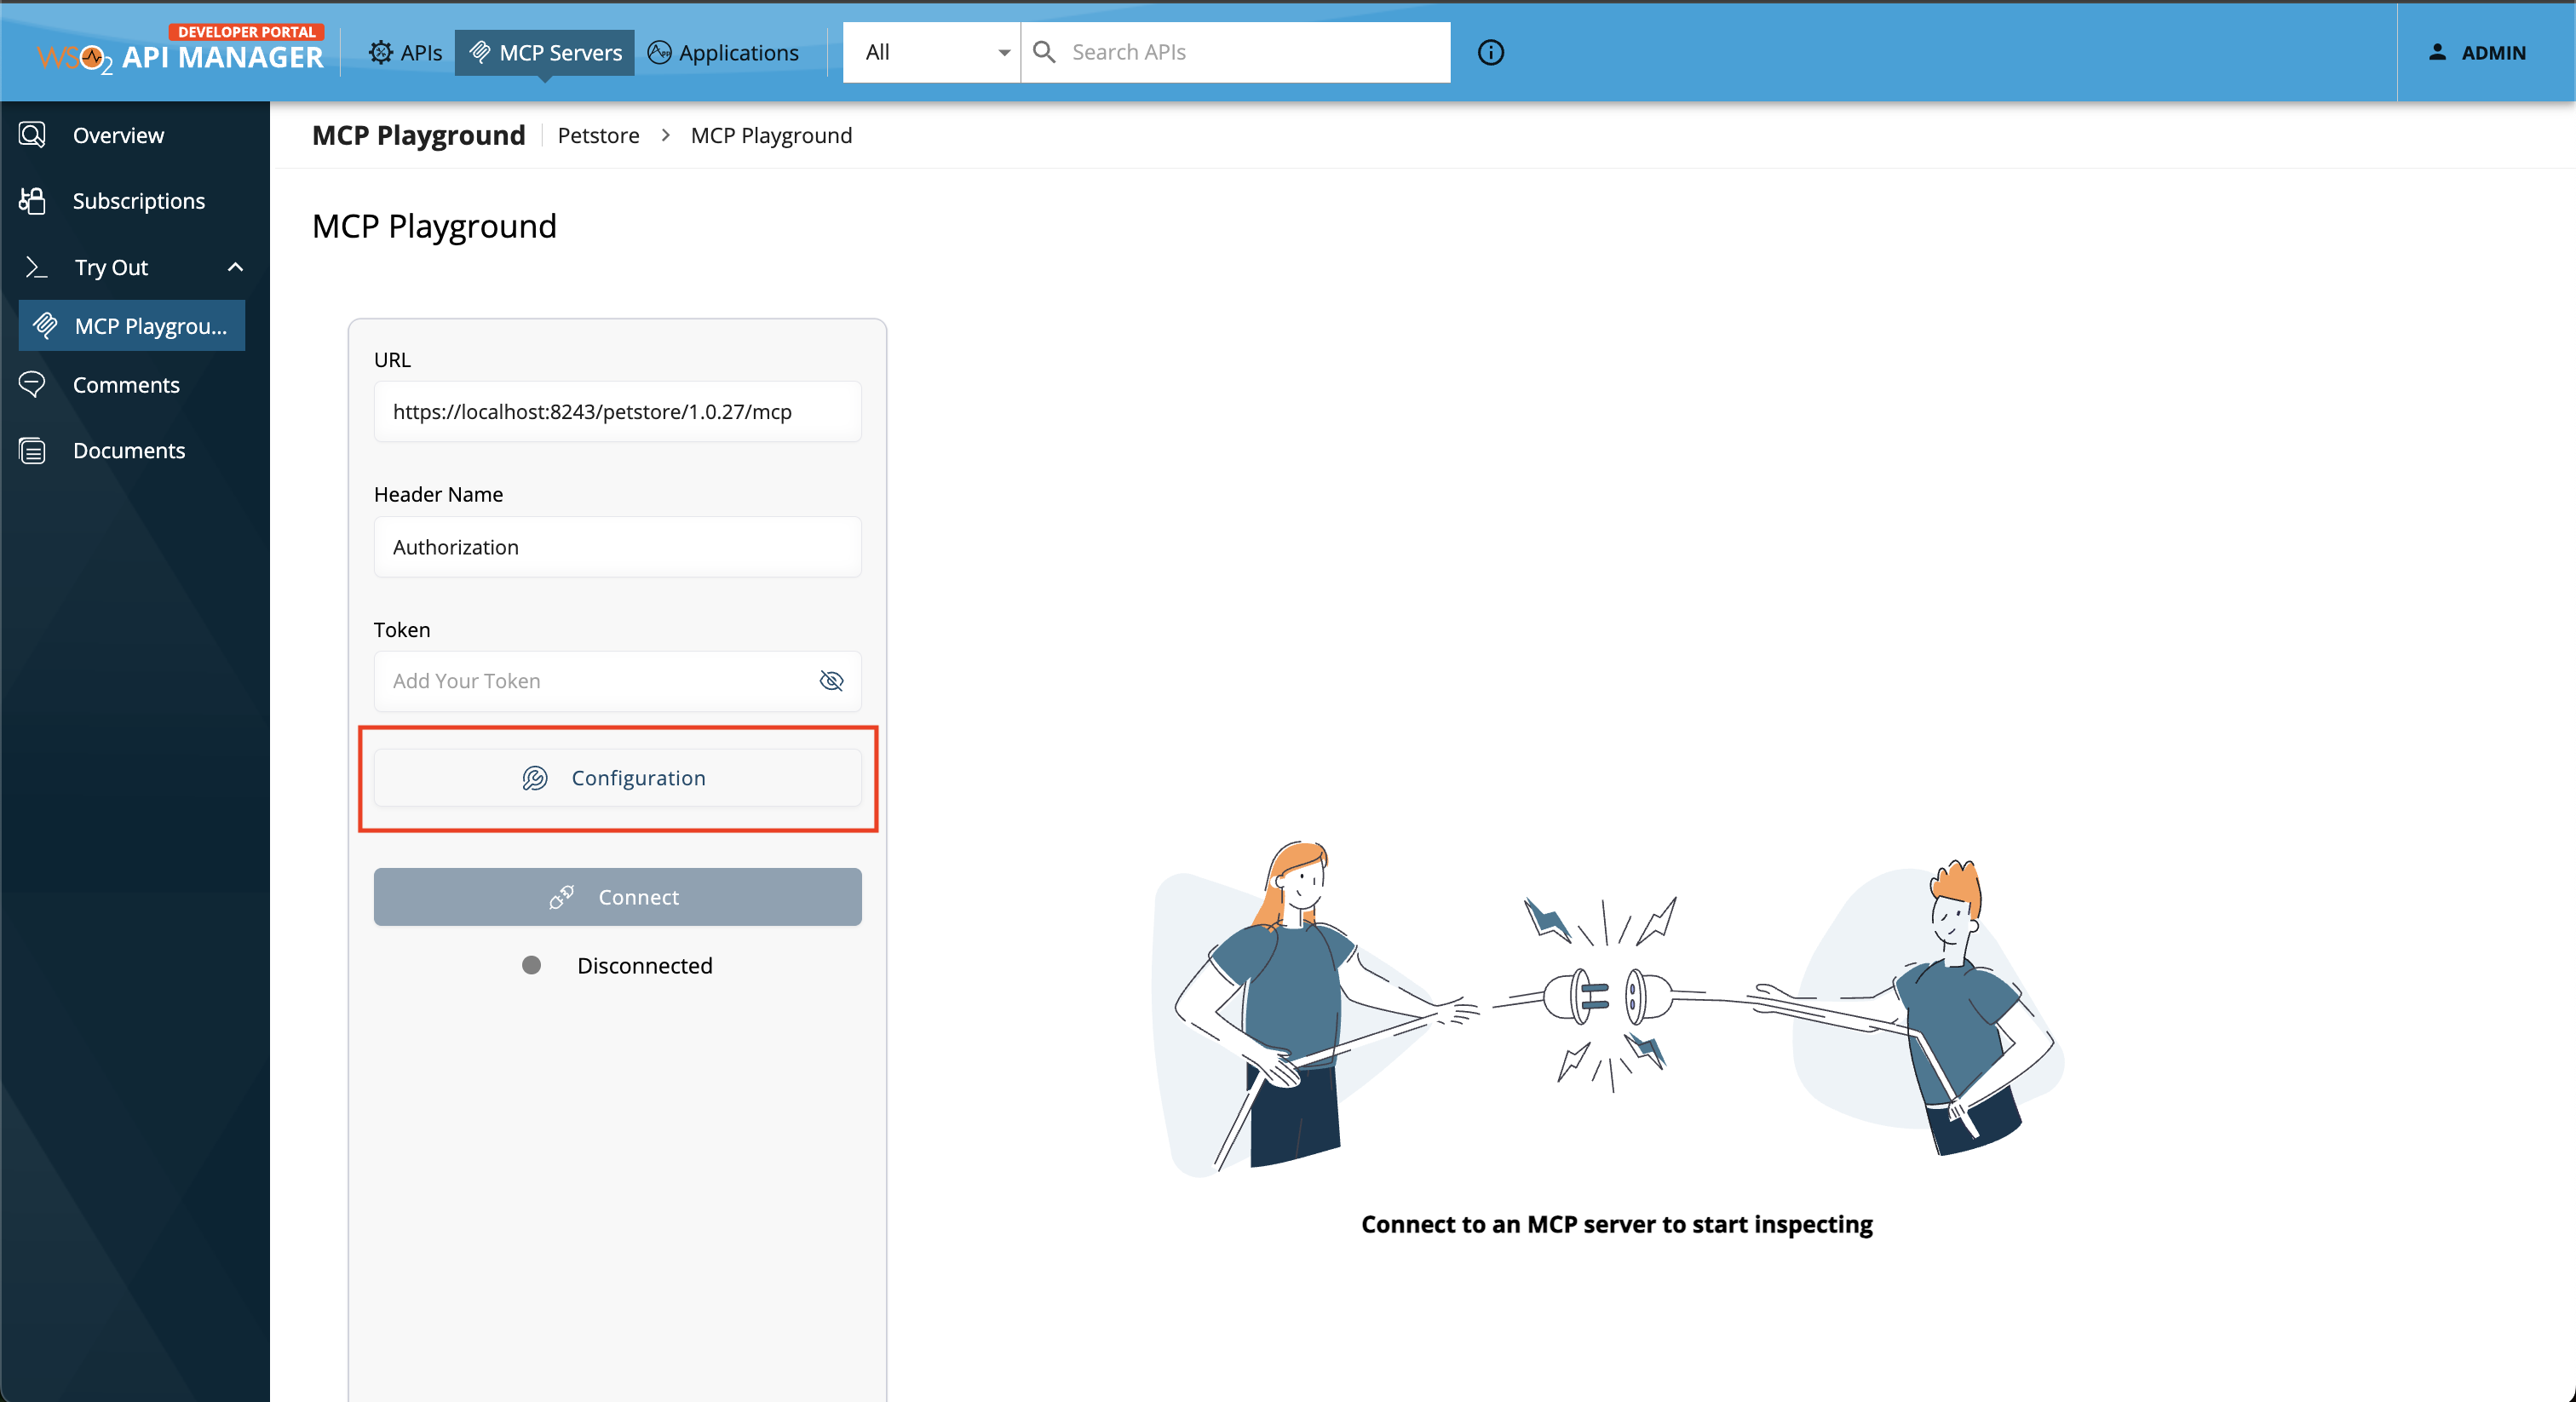 DEVELOPER PORTAL
WSO2 API MANAGER
APIs
MCP Servers
Applications
All
Search APIs
ADMIN
Overview
Subscriptions
Try Out
MCP Playgrou...
Comments
Documents
MCP Playground
Petstore > MCP Playground
MCP Playground
URL
https://localhost:8243/petstore/1.0.27/mcp
Header Name
Authorization
Token
Add Your Token
Configuration
Connect
Disconnected
Connect to an MCP server to start inspecting